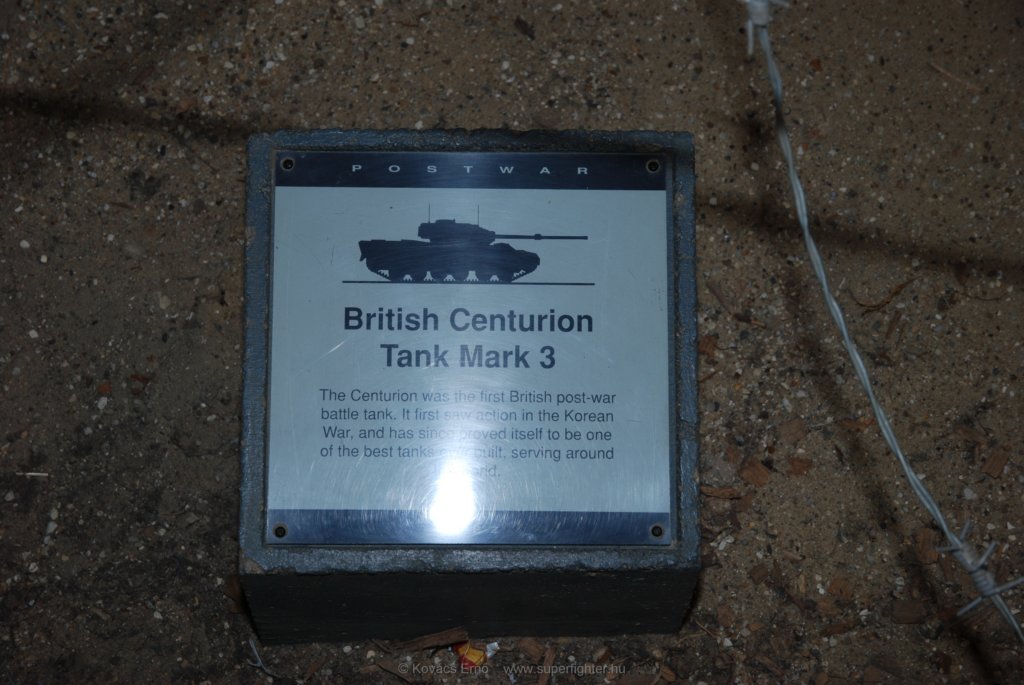 POSTWAR
British Centurion
Tank Mark 3
The Centurion was the first British post-war
battle tank. It first saw action in the Korean
War, and has since proved itself to be one
of the best tanks built, serving around
© Kovács Ernő www.superfighter.hu